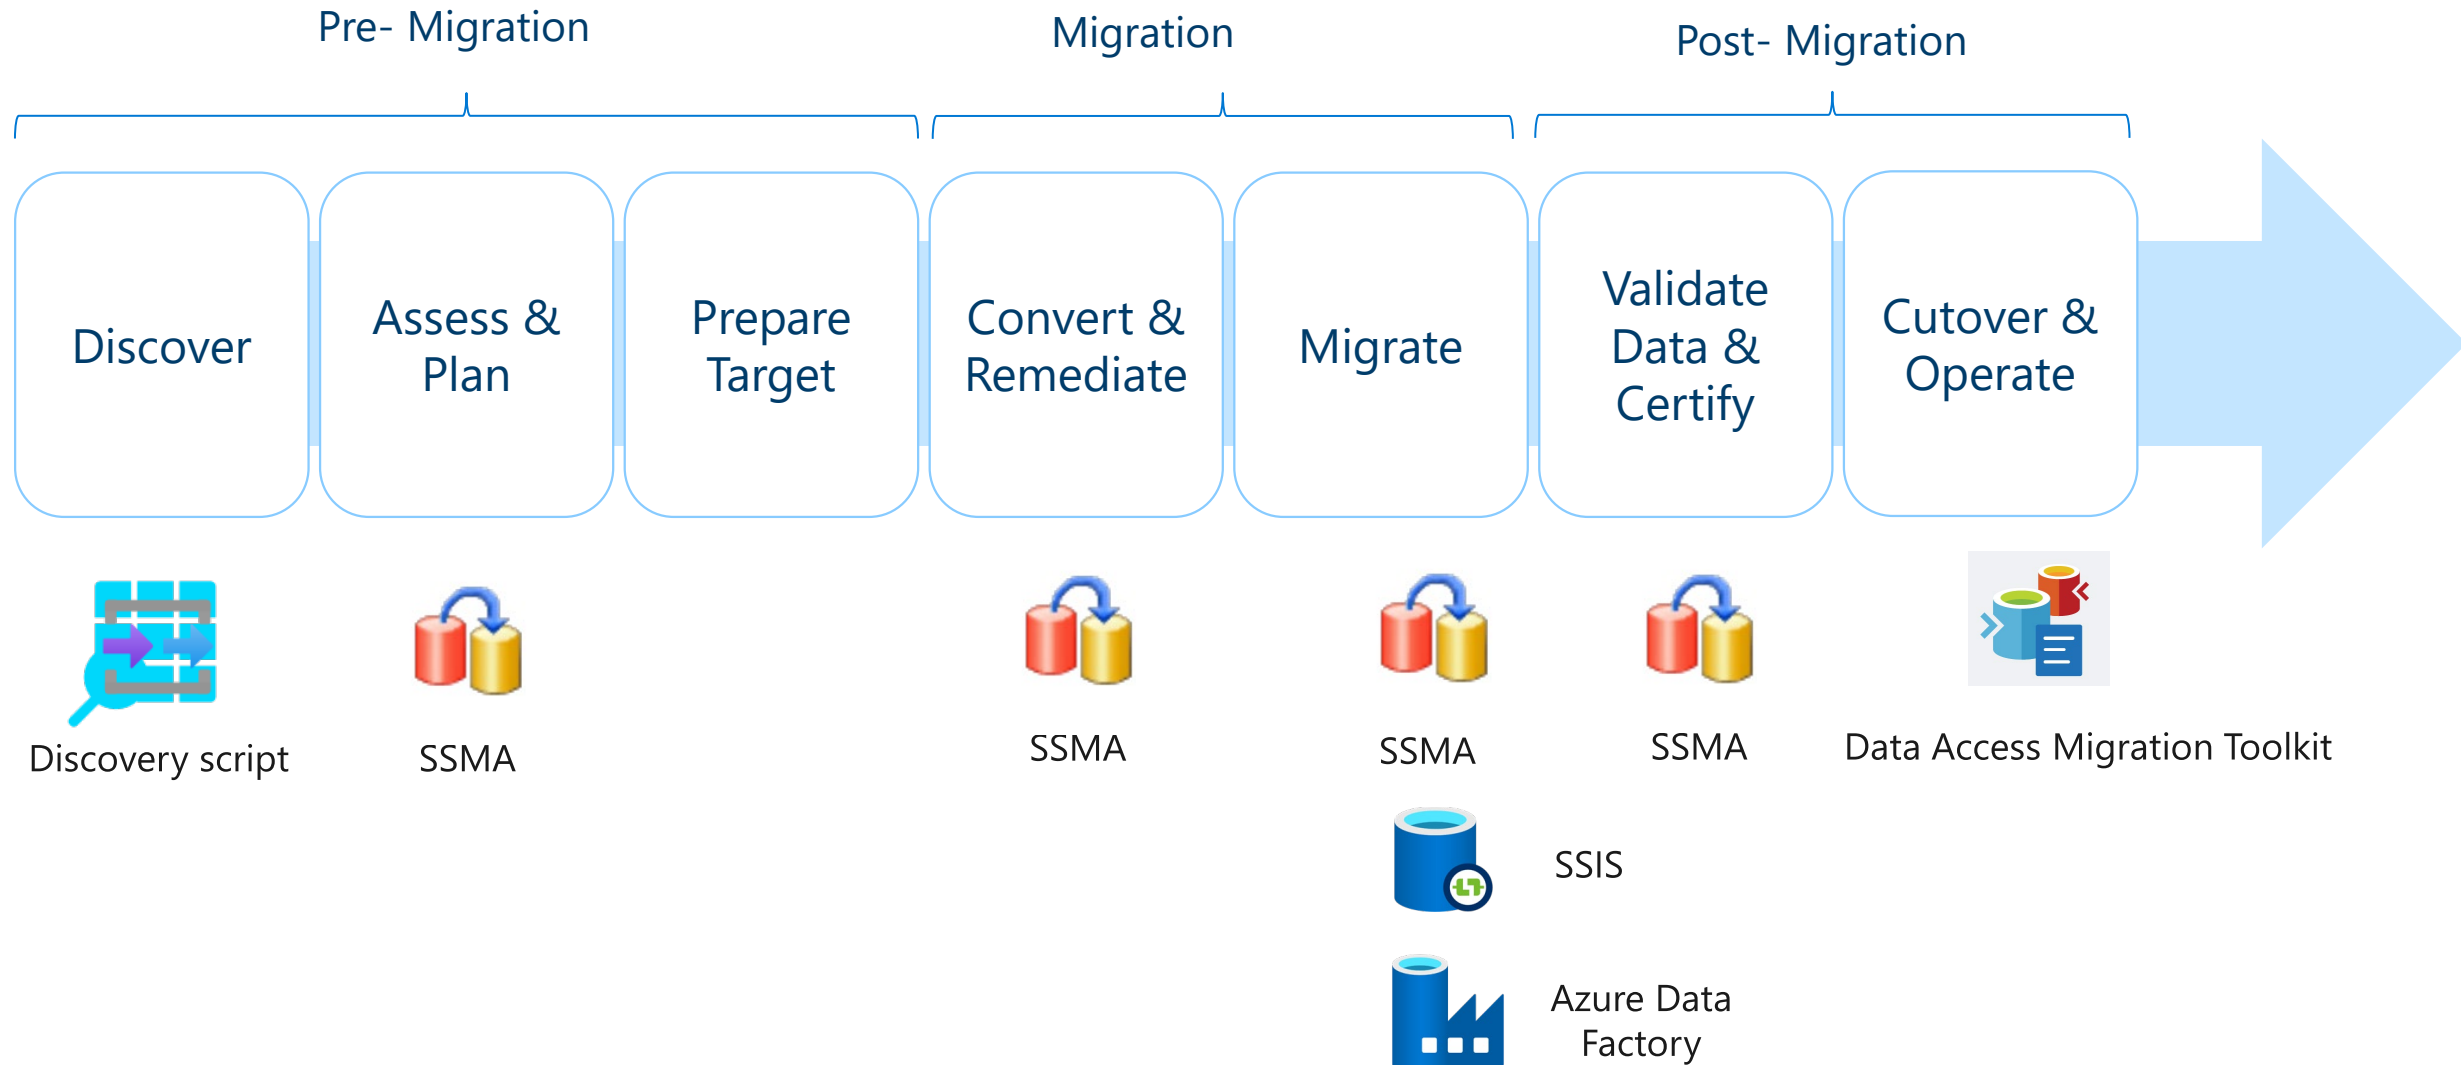 Pre- Migration
Migration
Post- Migration
Discover
Assess &
Plan
Prepare
Target
Convert &
Remediate
Migrate
Validate
Data &
Certify
Cutover &
Operate
Discovery script
SSMA
SSMA
SSMA
SSMA
Data Access Migration Toolkit
SSIS
Azure Data
Factory